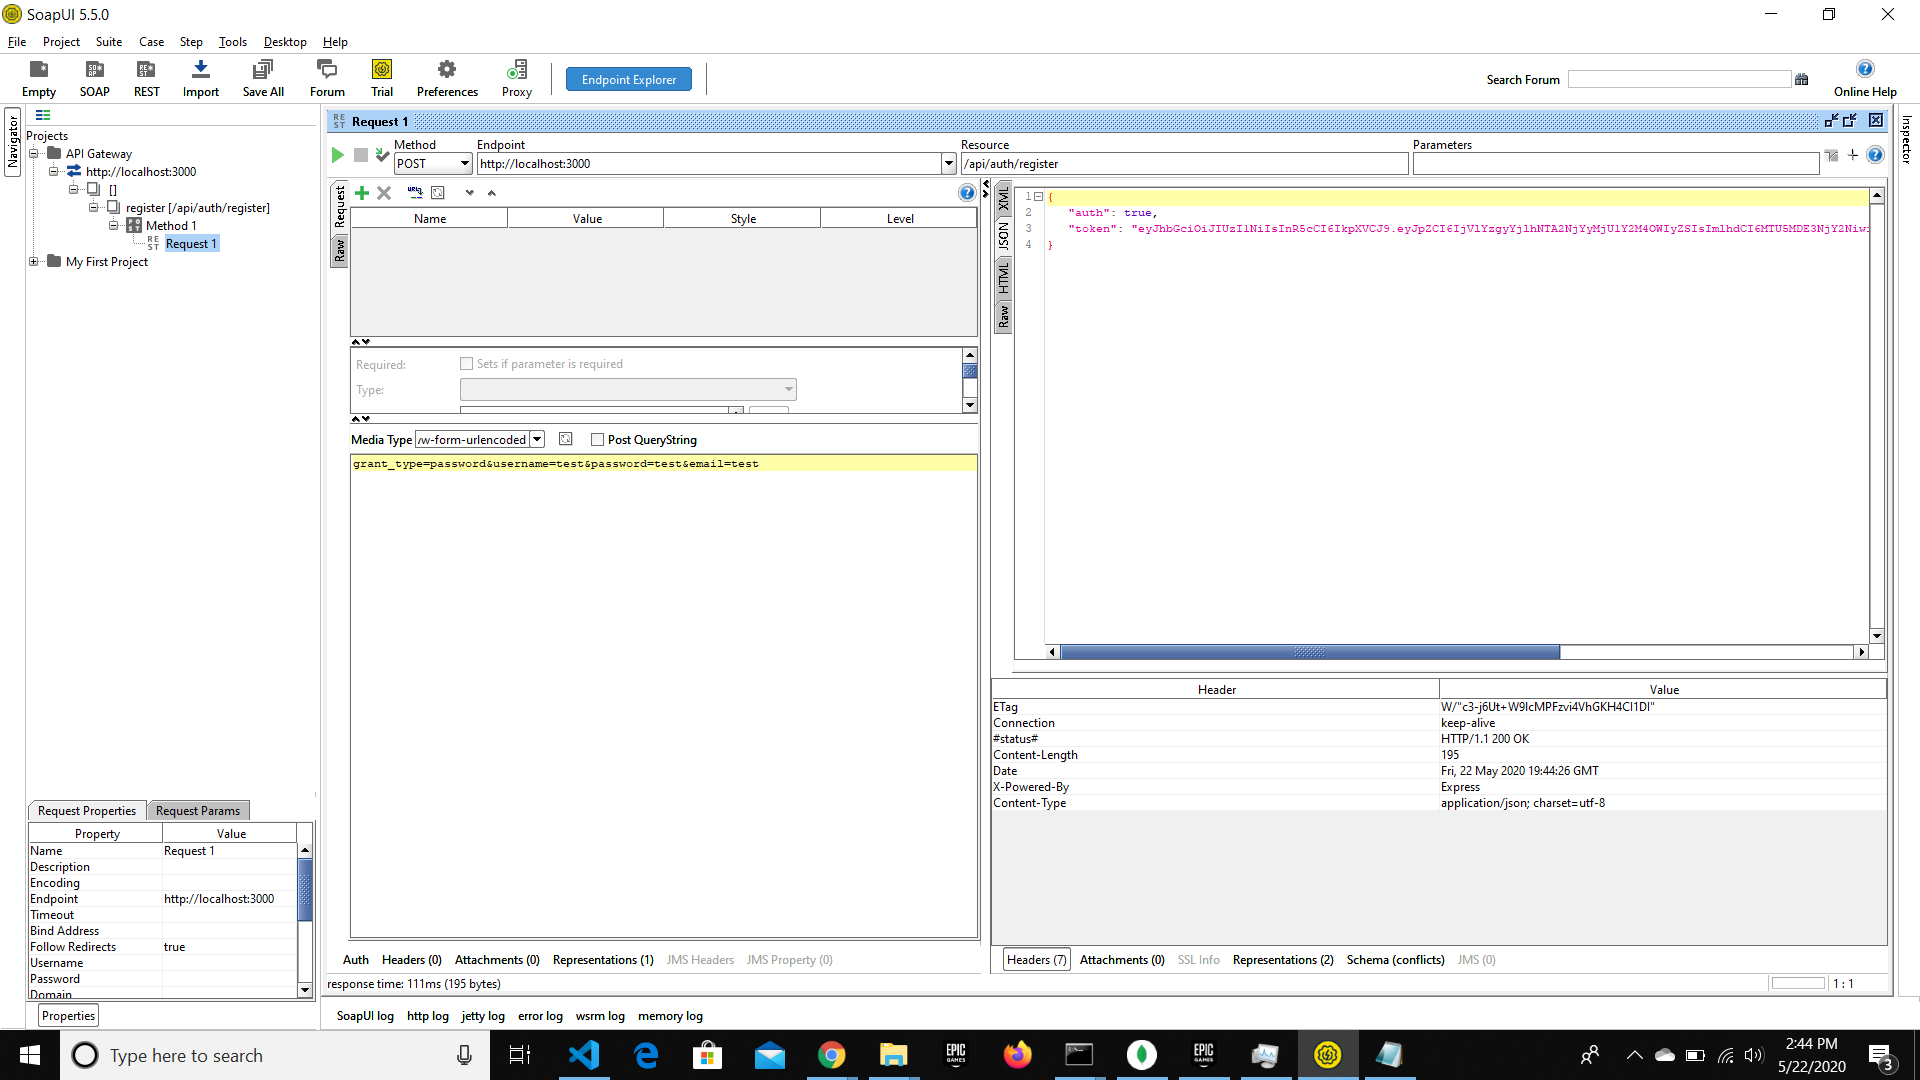 SoapUI 5.5.0
File Project Suite Case Step Tools Desktop Help
Empty SOAP REST Import Save All Forum Trial Preferences Proxy
Endpoint Explorer
Search Forum
Online Help
Navigator
Projects
API Gateway
http://localhost:3000
[]
register [/api/auth/register]
Method 1
Request 1
My First Project
Request Properties Request Params
Property Value
Name Request 1
Description
Encoding
Endpoint http://localhost:3000
Timeout
Bind Address
Follow Redirects true
Username
Password
Domain
Properties
Request 1
Method Endpoint Resource Parameters
POST http://localhost:3000 /api/auth/register
Request
Raw
Name Value Style Level
Required: Sets if parameter is required
Type:
Media Type /w-form-urlencoded Post QueryString
grant_type=password&username=test&password=test&email=test
Auth Headers (0) Attachments (0) Representations (1) JMS Headers JMS Property (0)
response time: 111ms (195 bytes)
XML
JSON
HTML
Raw
1 {
2 "auth": true,
3 "token":
4 }
Header Value
ETag
Connection keep-alive
#status# HTTP/1.1 200 OK
Content-Length 195
Date Fri, 22 May 2020 19:44:26 GMT
X-Powered-By Express
Content-Type application/json; charset=utf-8
Headers (7) Attachments (0) SSL Info Representations (2) Schema (conflicts) JMS (0)
1 : 1
Inspector
SoapUI log http log jetty log error log wsrm log memory log
Type here to search
EPIC GAMES
EPIC GAMES
2:44 PM
5/22/2020
3